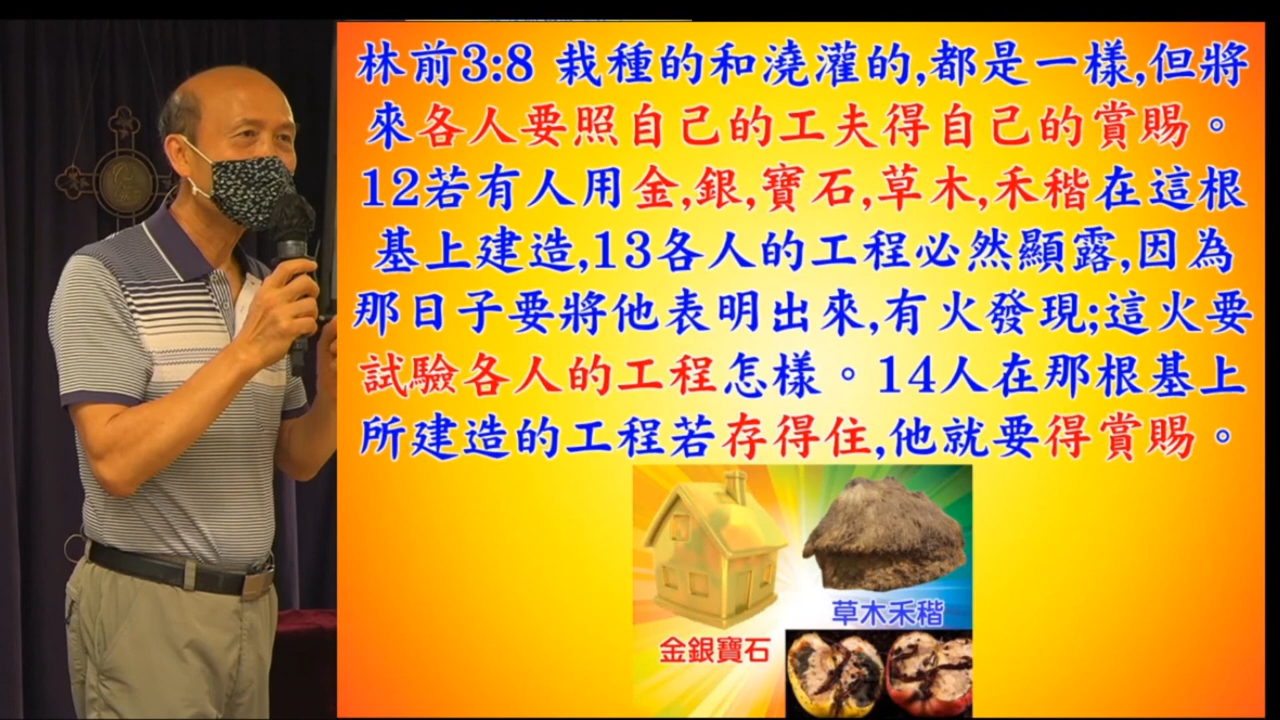 林前3:8 栽種的和澆灌的,都是一樣,但將
來各人要照自己的工夫得自己的賞賜。
12若有人用金,銀,寶石,草木,禾稭在這根
基上建造,13各人的工程必然顯露,因為
那日子要將他表明出來,有火發現;這火要
試驗各人的工程怎樣。14人在那根基上
所建造的工程若存得住,他就要得賞賜。
草木禾稭
金銀寶石